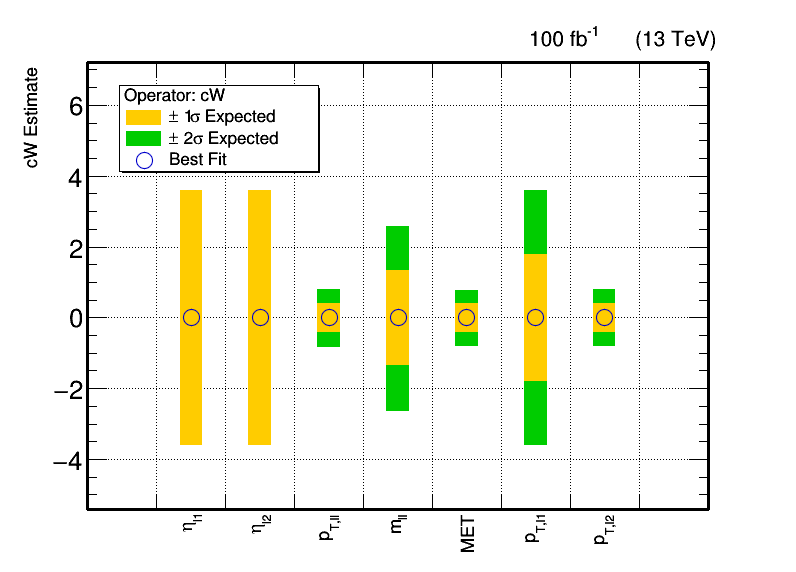 100 fb-1 (13 TeV)
cW Estimate
Operator: cW
± 1σ Expected
± 2σ Expected
Best Fit
6
4
2
0
−2
−4
ηl1
ηl2
pT,ll
mll
MET
pT,l1
pT,l2